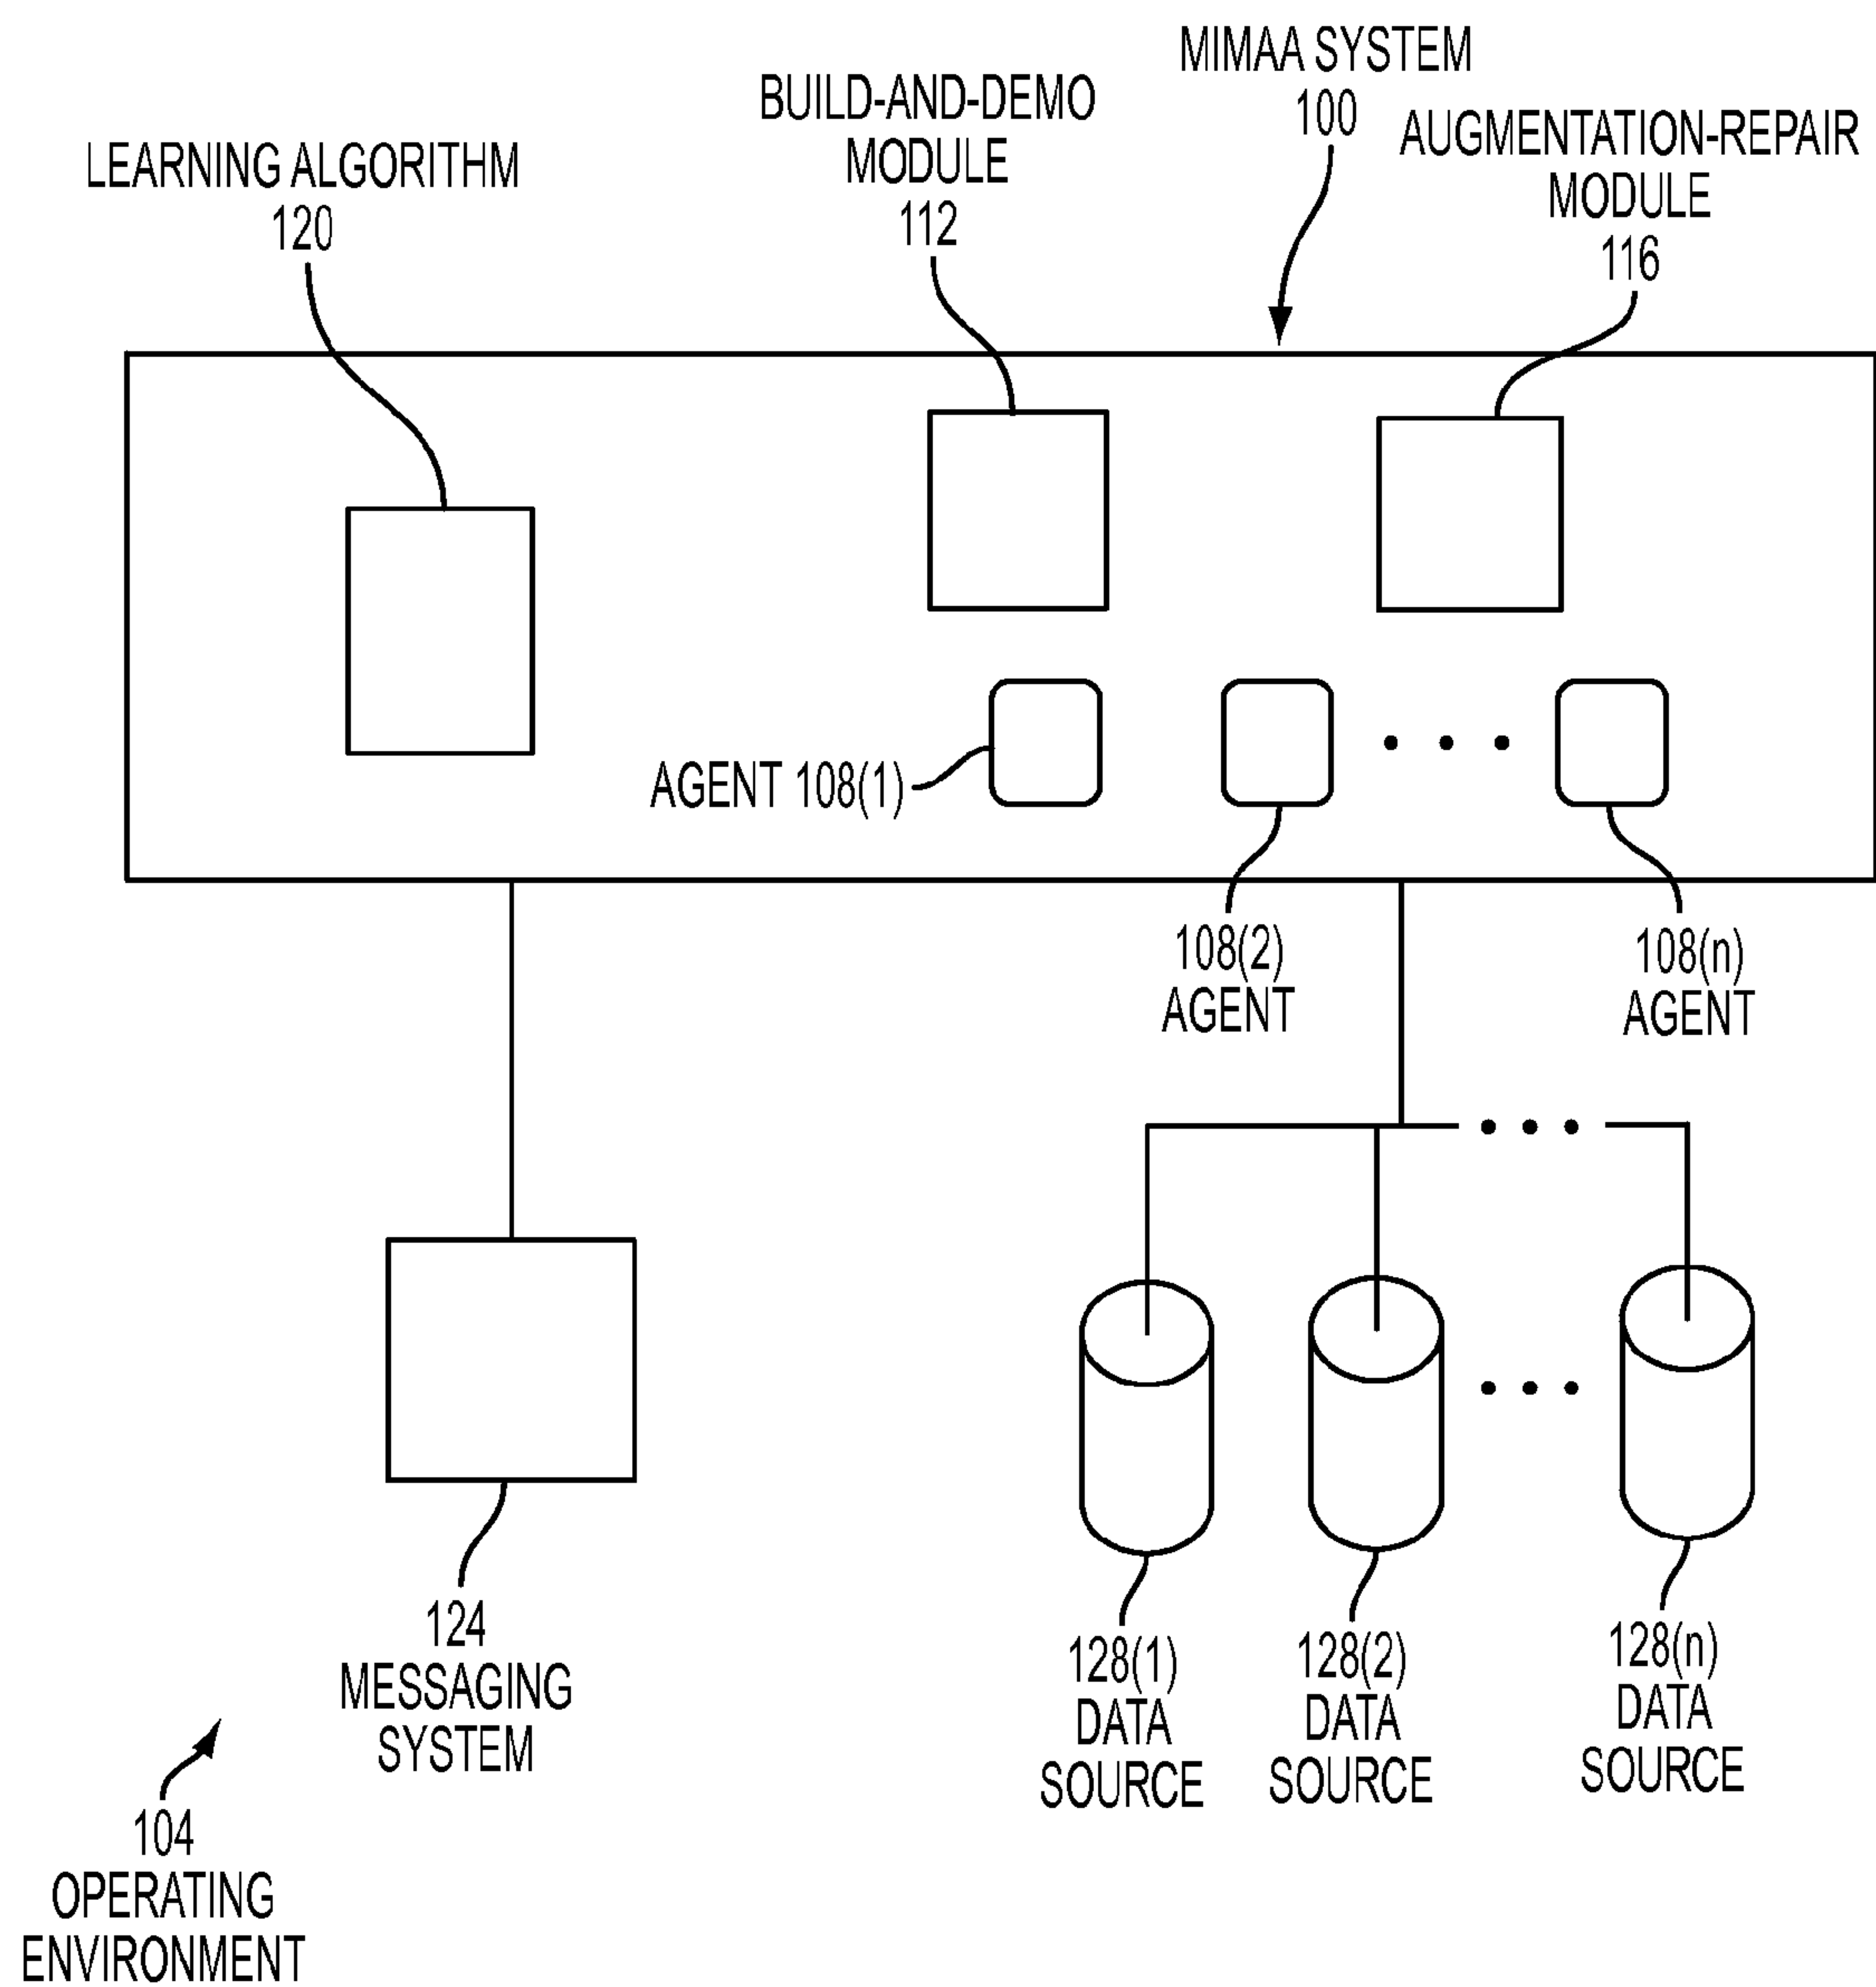 MIMAA SYSTEM
100
BUILD-AND-DEMO
MODULE
112
AUGMENTATION-REPAIR
MODULE
116
LEARNING ALGORITHM
120
AGENT 108(1)
108(2)
AGENT
108(n)
AGENT
124
MESSAGING
SYSTEM
128(1)
DATA
SOURCE
128(2)
DATA
SOURCE
128(n)
DATA
SOURCE
104
OPERATING
ENVIRONMENT